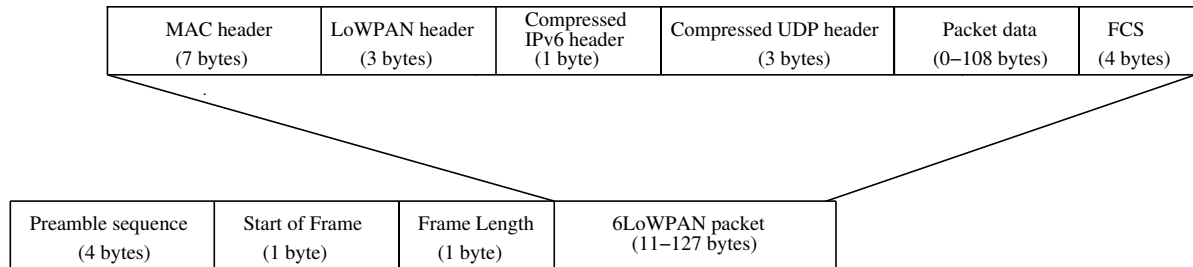 MAC header
(7 bytes)
LoWPAN header
(3 bytes)
Compressed
IPv6 header
(1 byte)
Compressed UDP header
(3 bytes)
Packet data
(0−108 bytes)
FCS
(4 bytes)
Preamble sequence
(4 bytes)
Start of Frame
(1 byte)
Frame Length
(1 byte)
6LoWPAN packet
(11−127 bytes)